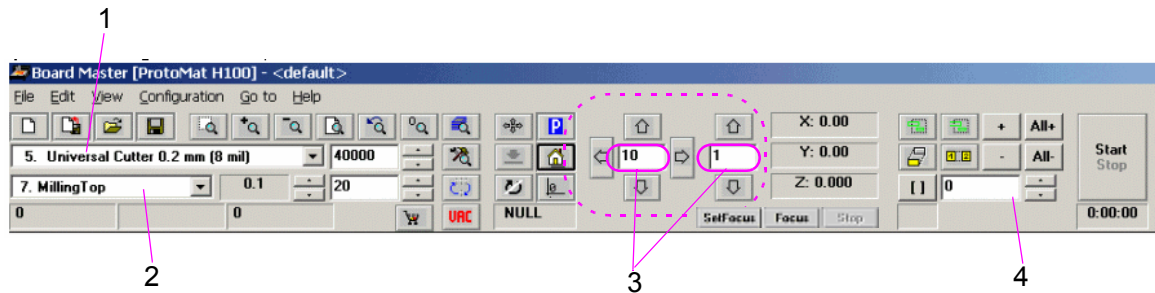 1
Board Master [ProtoMat H100] - <default>
File Edit View Configuration Go to Help
X: 0.00
+ All+
5. Universal Cutter 0.2 mm (8 mil) 40000 10 1 Y: 0.00 - All- Start
Stop
7. MillingTop 0.1 20 Z: 0.000 [ ] 0
0 0 VAC NULL SetFocus Focus Stop 0:00:00
2 3 4